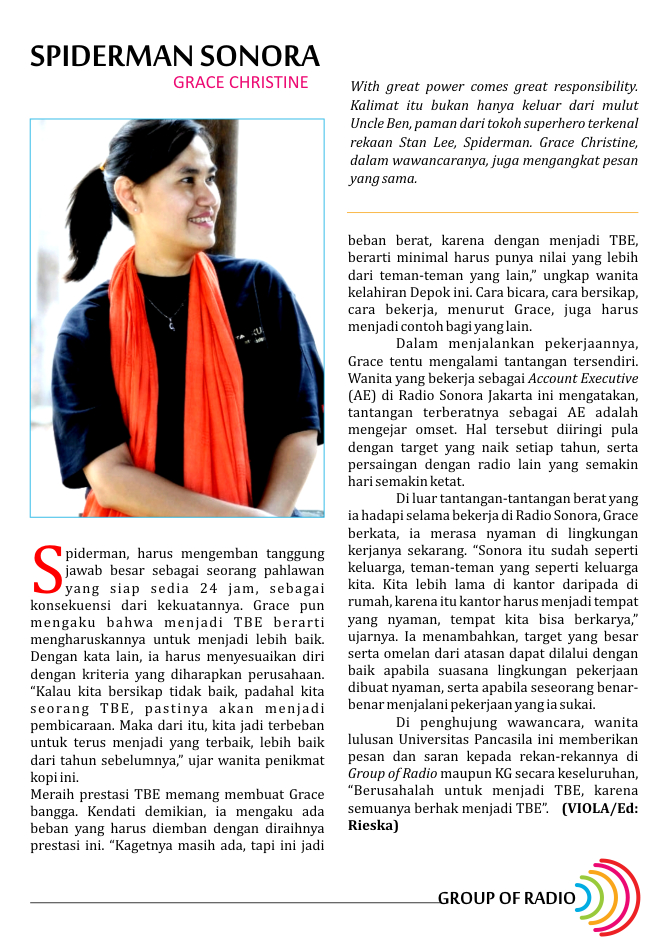 SPIDERMAN SONORA
GRACE CHRISTINE
With great power comes great responsibility.
Kalimat itu bukan hanya keluar dari mulut
Uncle Ben, paman dari tokoh superhero terkenal
rekaan Stan Lee, Spiderman. Grace Christine,
dalam wawancaranya, juga mengangkat pesan
yang sama.
Spiderman, harus mengemban tanggung
jawab besar sebagai seorang pahlawan
yang siap sedia 24 jam, sebagai
konsekuensi dari kekuatannya. Grace pun
mengaku bahwa menjadi TBE berarti
mengharuskannya untuk menjadi lebih baik.
Dengan kata lain, ia harus menyesuaikan diri
dengan kriteria yang diharapkan perusahaan.
“Kalau kita bersikap tidak baik, padahal kita
seorang TBE, pastinya akan menjadi
pembicaraan. Maka dari itu, kita jadi terbeban
untuk terus menjadi yang terbaik, lebih baik
dari tahun sebelumnya,” ujar wanita penikmat
kopi ini.
Meraih prestasi TBE memang membuat Grace
bangga. Kendati demikian, ia mengaku ada
beban yang harus diemban dengan diraihnya
prestasi ini. “Kagetnya masih ada, tapi ini jadi
beban berat, karena dengan menjadi TBE,
berarti minimal harus punya nilai yang lebih
dari teman-teman yang lain,” ungkap wanita
kelahiran Depok ini. Cara bicara, cara bersikap,
cara bekerja, menurut Grace, juga harus
menjadi contoh bagi yang lain.
Dalam menjalankan pekerjaannya,
Grace tentu mengalami tantangan tersendiri.
Wanita yang bekerja sebagai Account Executive
(AE) di Radio Sonora Jakarta ini mengatakan,
tantangan terberatnya sebagai AE adalah
mengejar omset. Hal tersebut diiringi pula
dengan target yang naik setiap tahun, serta
persaingan dengan radio lain yang semakin
hari semakin ketat.
Di luar tantangan-tantangan berat yang
ia hadapi selama bekerja di Radio Sonora, Grace
berkata, ia merasa nyaman di lingkungan
kerjanya sekarang. “Sonora itu sudah seperti
keluarga, teman-teman yang seperti keluarga
kita. Kita lebih lama di kantor daripada di
rumah, karena itu kantor harus menjadi tempat
yang nyaman, tempat kita bisa berkarya,”
ujarnya. Ia menambahkan, target yang besar
serta omelan dari atasan dapat dilalui dengan
baik apabila suasana lingkungan pekerjaan
dibuat nyaman, serta apabila seseorang benar-
benar menjalani pekerjaan yang ia sukai.
Di penghujung wawancara, wanita
lulusan Universitas Pancasila ini memberikan
pesan dan saran kepada rekan-rekannya di
Group of Radio maupun KG secara keseluruhan,
“Berusahalah untuk menjadi TBE, karena
semuanya berhak menjadi TBE”. (VIOLA/Ed:
Rieska)
GROUP OF RADIO